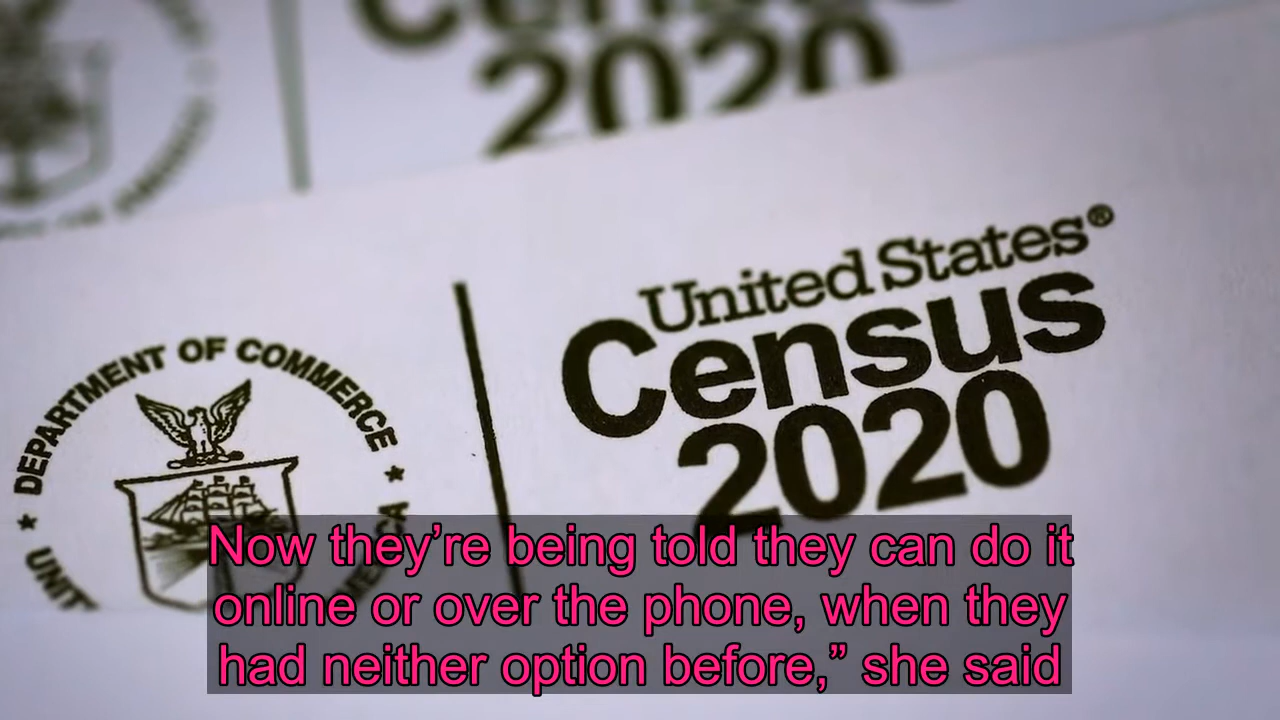 Census
2020
United States®
Census
2020
DEPARTMENT OF COMMERCE
Now they’re being told they can do it
online or over the phone, when they
had neither option before,” she said